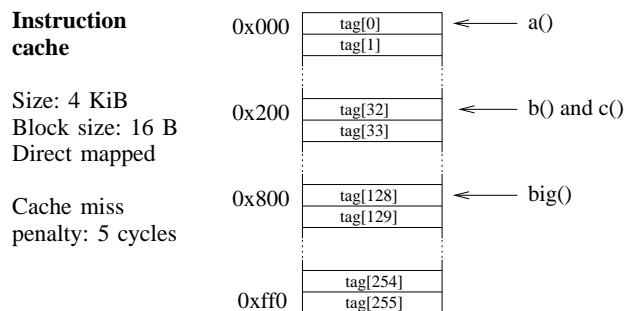 Instruction
cache
Size: 4 KiB
Block size: 16 B
Direct mapped
Cache miss
penalty: 5 cycles
0x000 tag[0] a()
tag[1]
0x200 tag[32] b() and c()
tag[33]
0x800 tag[128] big()
tag[129]
tag[254]
0xff0 tag[255]